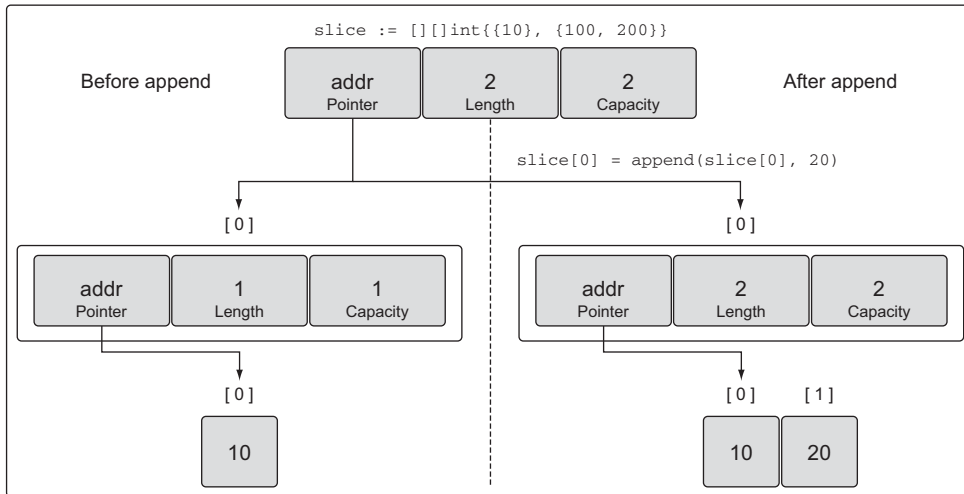 slice := [][]int{{10}, {100, 200}}
Before append
addr 2 2
Pointer Length Capacity
After append
slice[0] = append(slice[0], 20)
[0] [0]
addr 1 1 addr 2 2
Pointer Length Capacity Pointer Length Capacity
[0] [0] [1]
10 10 20